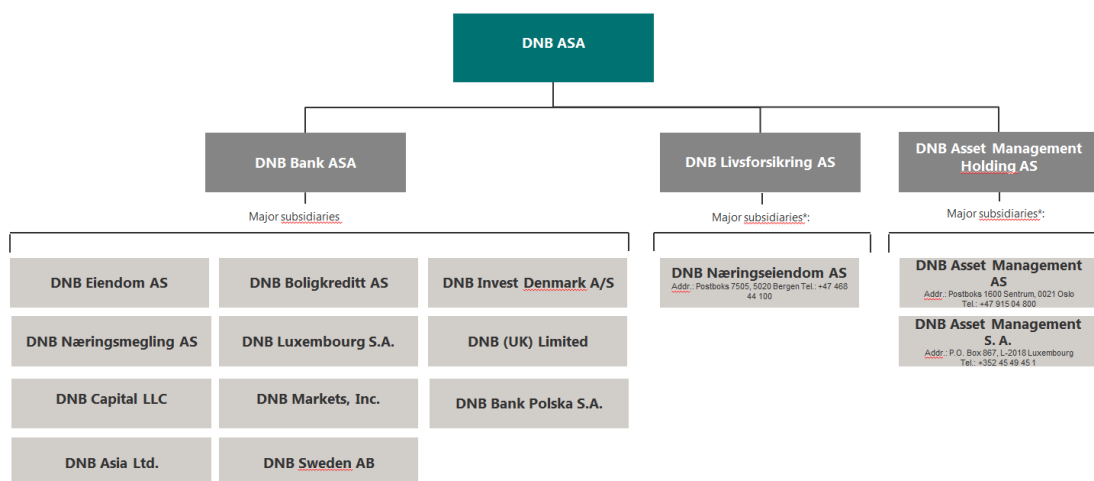 DNB ASA
DNB Bank ASA
DNB Livsforsikring AS
DNB Asset Management
Holding AS
Major subsidiaries
Major subsidiaries*:
Major subsidiaries*:
DNB Eiendom AS
DNB Boligkreditt AS
DNB Invest Denmark A/S
DNB Næringsmegling AS
DNB Luxembourg S.A.
DNB (UK) Limited
DNB Capital LLC
DNB Markets, Inc.
DNB Bank Polska S.A.
DNB Asia Ltd.
DNB Sweden AB
DNB Næringseiendom AS
Addr.: Postboks 7505, 5020 Bergen Tel.: +47 468
44 100
DNB Asset Management
AS
Addr.: Postboks 1600 Sentrum, 0021 Oslo
Tel.: +47 915 04 800
DNB Asset Management
S. A.
Addr.: P.O. Box 867, L-2018 Luxembourg
Tel.: +352 45 49 45 1